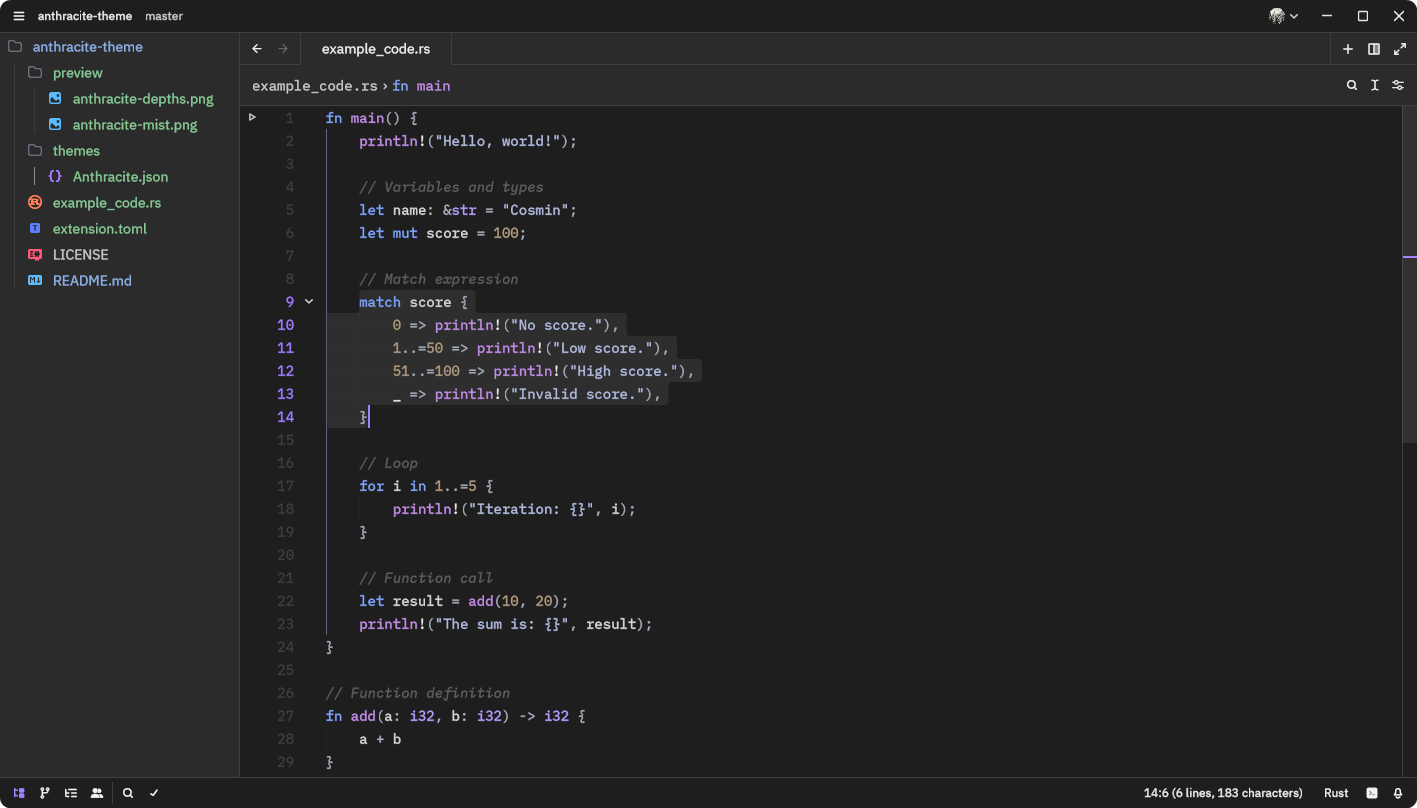 anthracite-theme master
anthracite-theme
preview
anthracite-depths.png
anthracite-mist.png
themes
Anthracite.json
example_code.rs
extension.toml
LICENSE
README.md
example_code.rs
example_code.rs › fn main
1 fn main() {
2     println!("Hello, world!");
3
4     // Variables and types
5     let name: &str = "Cosmin";
6     let mut score = 100;
7
8     // Match expression
9     match score {
10         0 => println!("No score."),
11         1..=50 => println!("Low score."),
12         51..=100 => println!("High score."),
13         _ => println!("Invalid score."),
14     }
15
16     // Loop
17     for i in 1..=5 {
18         println!("Iteration: {}", i);
19     }
20
21     // Function call
22     let result = add(10, 20);
23     println!("The sum is: {}", result);
24 }
25
26 // Function definition
27 fn add(a: i32, b: i32) -> i32 {
28     a + b
29 }
14:6 (6 lines, 183 characters) Rust